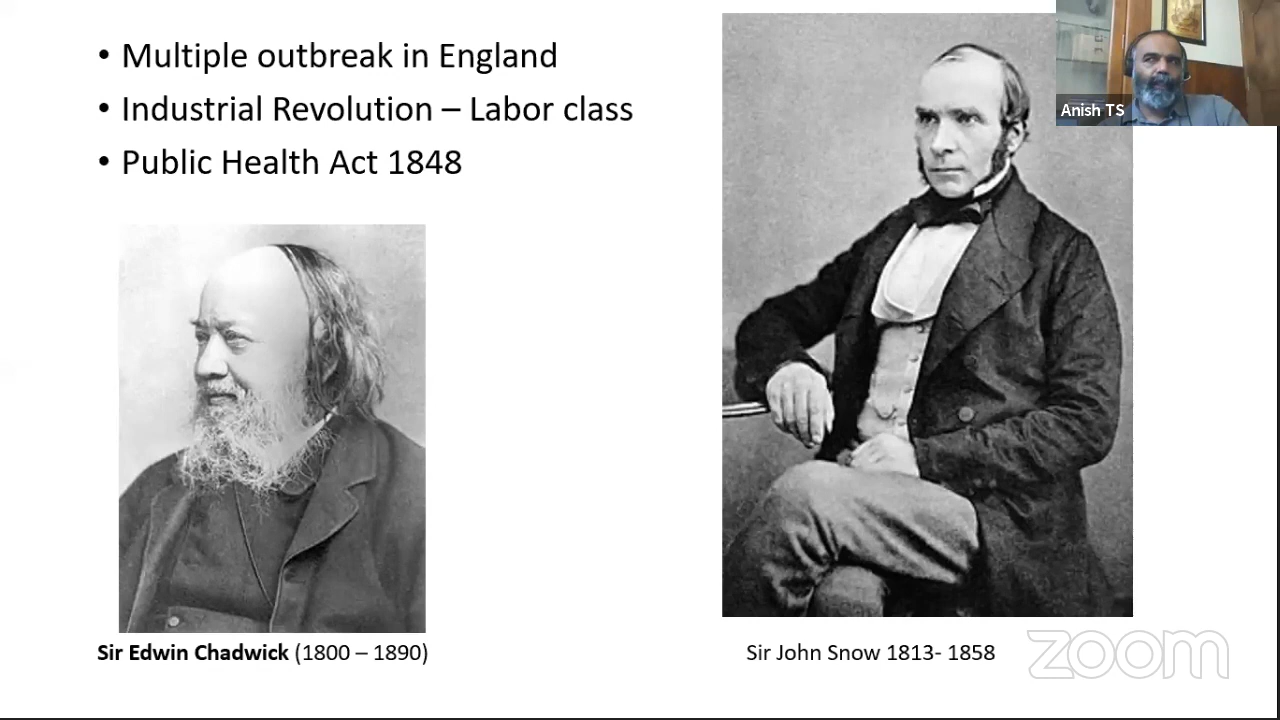 • Multiple outbreak in England
• Industrial Revolution – Labor class
• Public Health Act 1848
Anish TS
Sir Edwin Chadwick (1800 – 1890)
Sir John Snow 1813- 1858
zoom